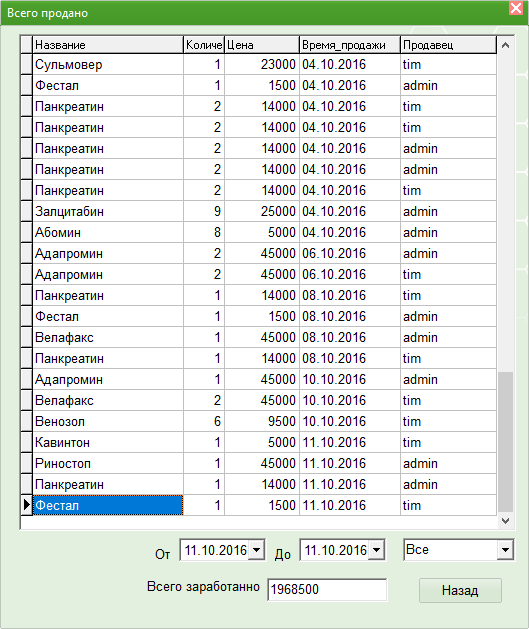 Всего продано
Название Количе Цена Время_продажи Продавец
Сульмовер 1 23000 04.10.2016 tim
Фестал 1 1500 04.10.2016 admin
Панкреатин 2 14000 04.10.2016 tim
Панкреатин 2 14000 04.10.2016 tim
Панкреатин 2 14000 04.10.2016 admin
Панкреатин 2 14000 04.10.2016 admin
Панкреатин 2 14000 04.10.2016 tim
Залцитабин 9 25000 04.10.2016 admin
Абомин 8 5000 04.10.2016 admin
Адапромин 2 45000 06.10.2016 admin
Адапромин 2 45000 06.10.2016 tim
Панкреатин 1 14000 08.10.2016 tim
Фестал 1 1500 08.10.2016 admin
Велафакс 1 45000 08.10.2016 admin
Панкреатин 1 14000 08.10.2016 tim
Адапромин 1 45000 10.10.2016 admin
Велафакс 2 45000 10.10.2016 tim
Венозол 6 9500 10.10.2016 tim
Кавинтон 1 5000 11.10.2016 tim
Риностоп 1 45000 11.10.2016 admin
Панкреатин 1 14000 11.10.2016 admin
Фестал 1 1500 11.10.2016 tim
От 11.10.2016 До 11.10.2016 Все
Всего заработанно 1968500 Назад